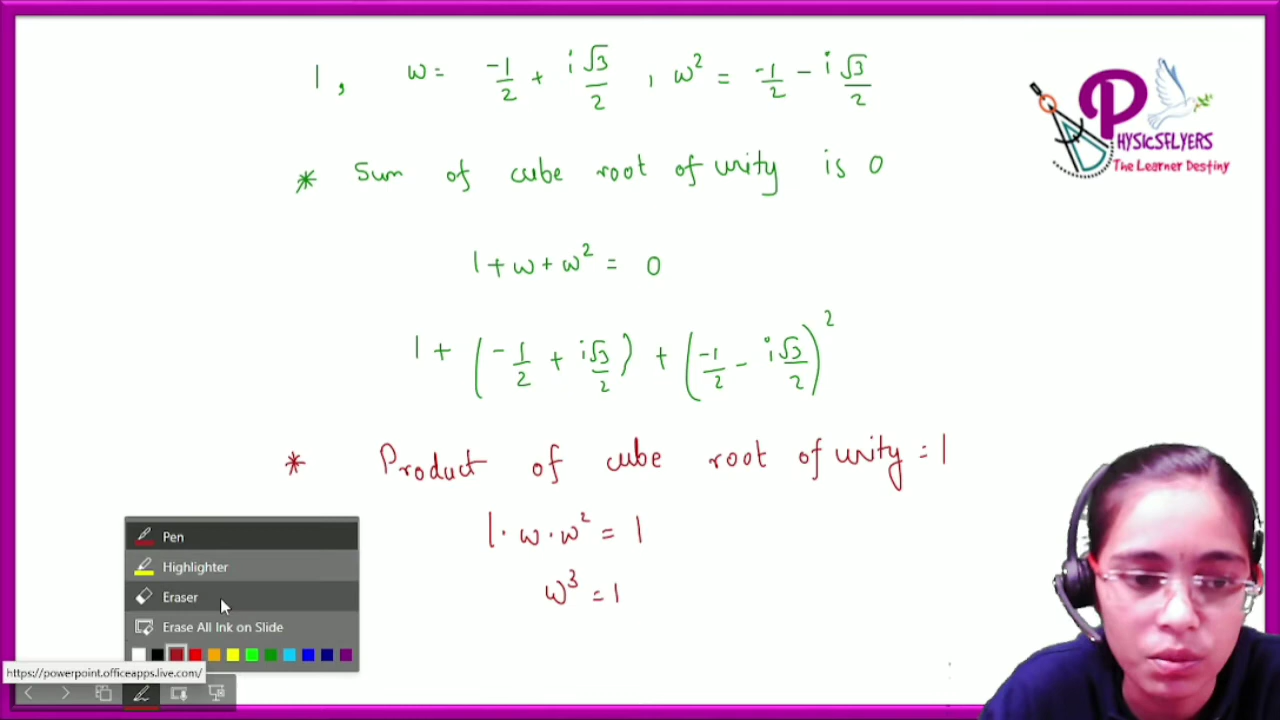 1, ω = -1/2 + i√3/2, ω² = -1/2 - i√3/2
PHYSICSFLYERS
The Learner Destiny
* Sum of cube root of unity is 0
1 + ω + ω² = 0
1 + (-1/2 + i√3/2) + (-1/2 - i√3/2)²
* Product of cube root of unity = 1
1 · ω · ω² = 1
ω³ = 1
Pen
Highlighter
Eraser
Erase All Ink on Slide
https://powerpoint.officeapps.live.com/